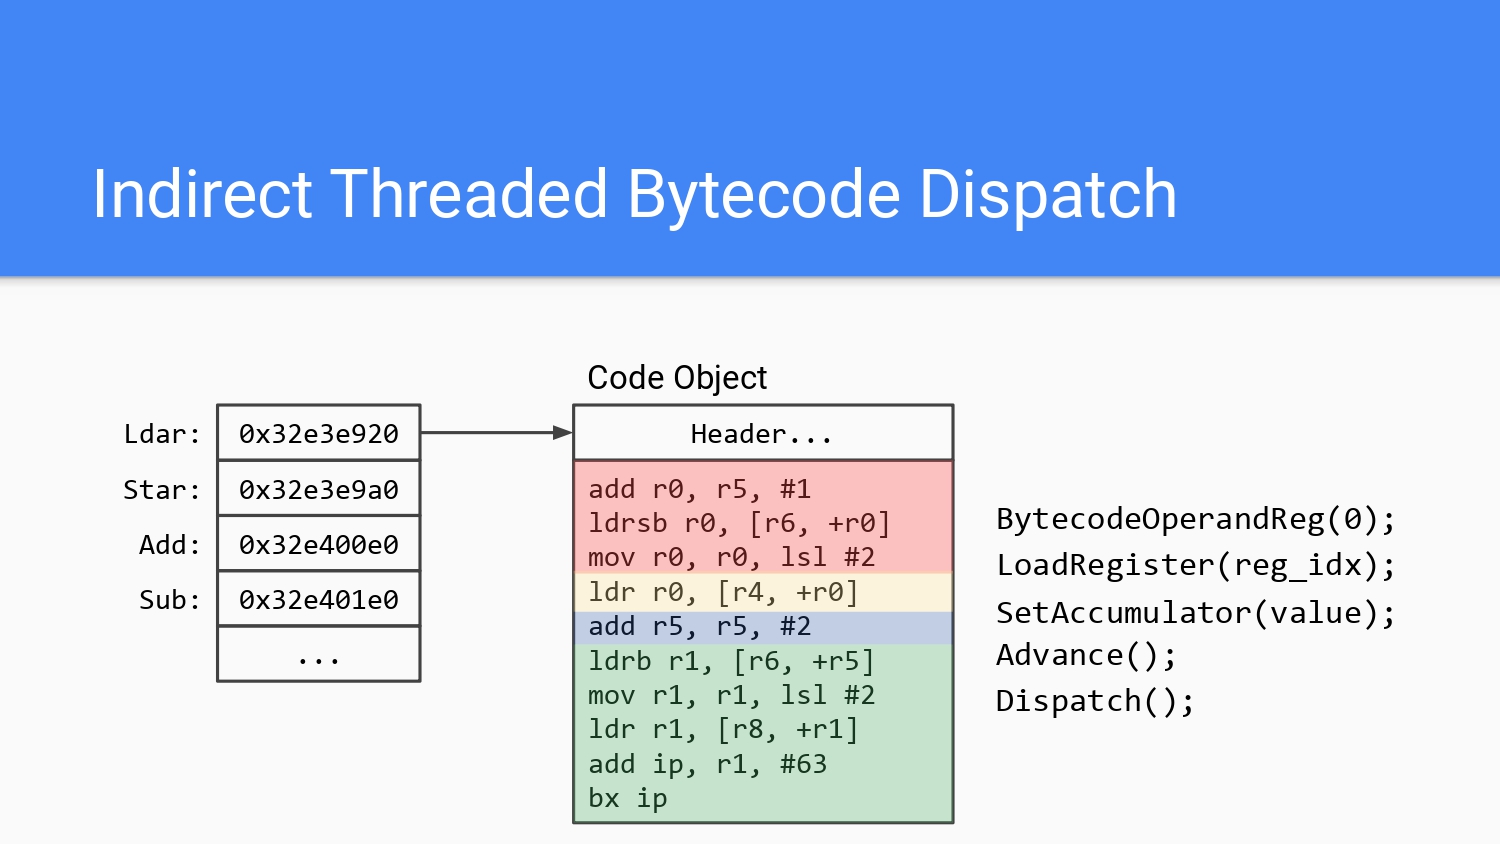 Indirect Threaded Bytecode Dispatch
Code Object
Ldar: 0x32e3e920
Star: 0x32e3e9a0
Add: 0x32e400e0
Sub: 0x32e401e0
...
Header...
add r0, r5, #1
ldrsb r0, [r6, +r0]
mov r0, r0, lsl #2
ldr r0, [r4, +r0]
add r5, r5, #2
ldrb r1, [r6, +r5]
mov r1, r1, lsl #2
ldr r1, [r8, +r1]
add ip, r1, #63
bx ip
BytecodeOperandReg(0);
LoadRegister(reg_idx);
SetAccumulator(value);
Advance();
Dispatch();